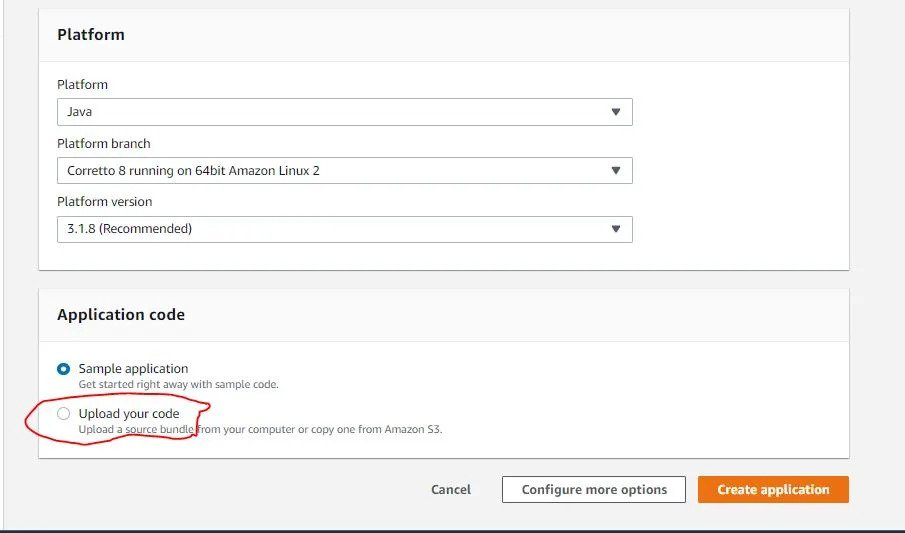 Platform
Platform
Java
Platform branch
Corretto 8 running on 64bit Amazon Linux 2
Platform version
3.1.8 (Recommended)
Application code
Sample application
Get started right away with sample code.
Upload your code
Upload a source bundle from your computer or copy one from Amazon S3.
Cancel
Configure more options
Create application